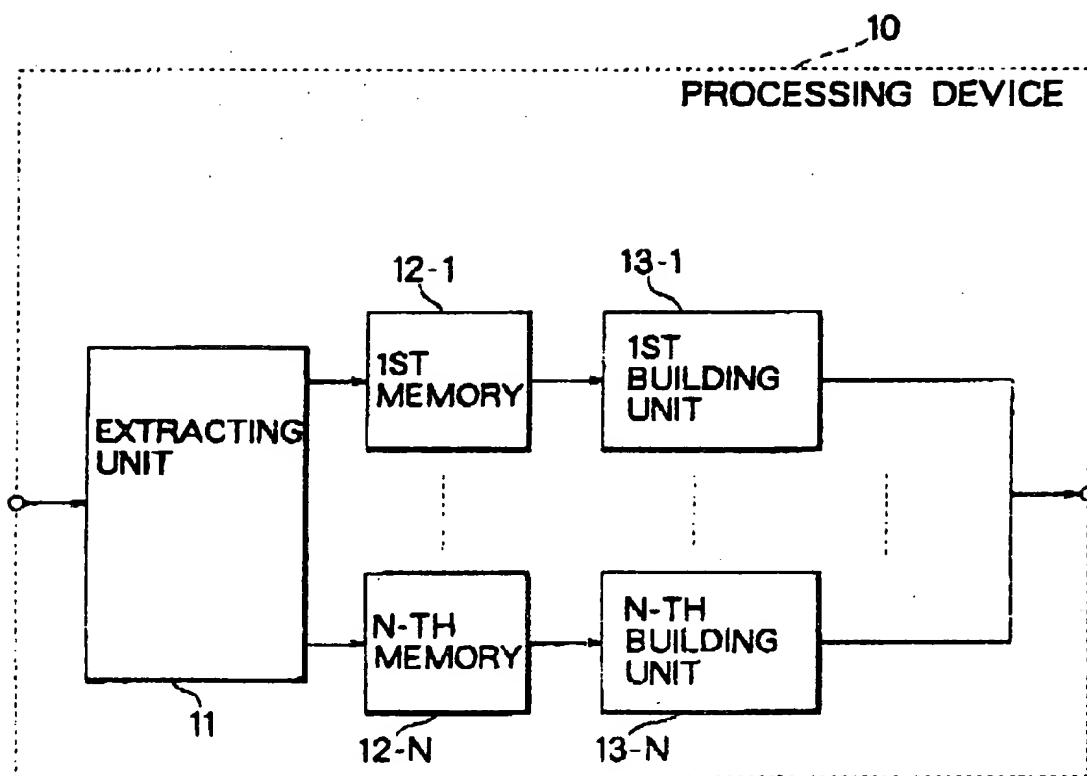 10
PROCESSING DEVICE
12-1
13-1
1ST
MEMORY
1ST
BUILDING
UNIT
EXTRACTING
UNIT
N-TH
MEMORY
N-TH
BUILDING
UNIT
11
12-N
13-N